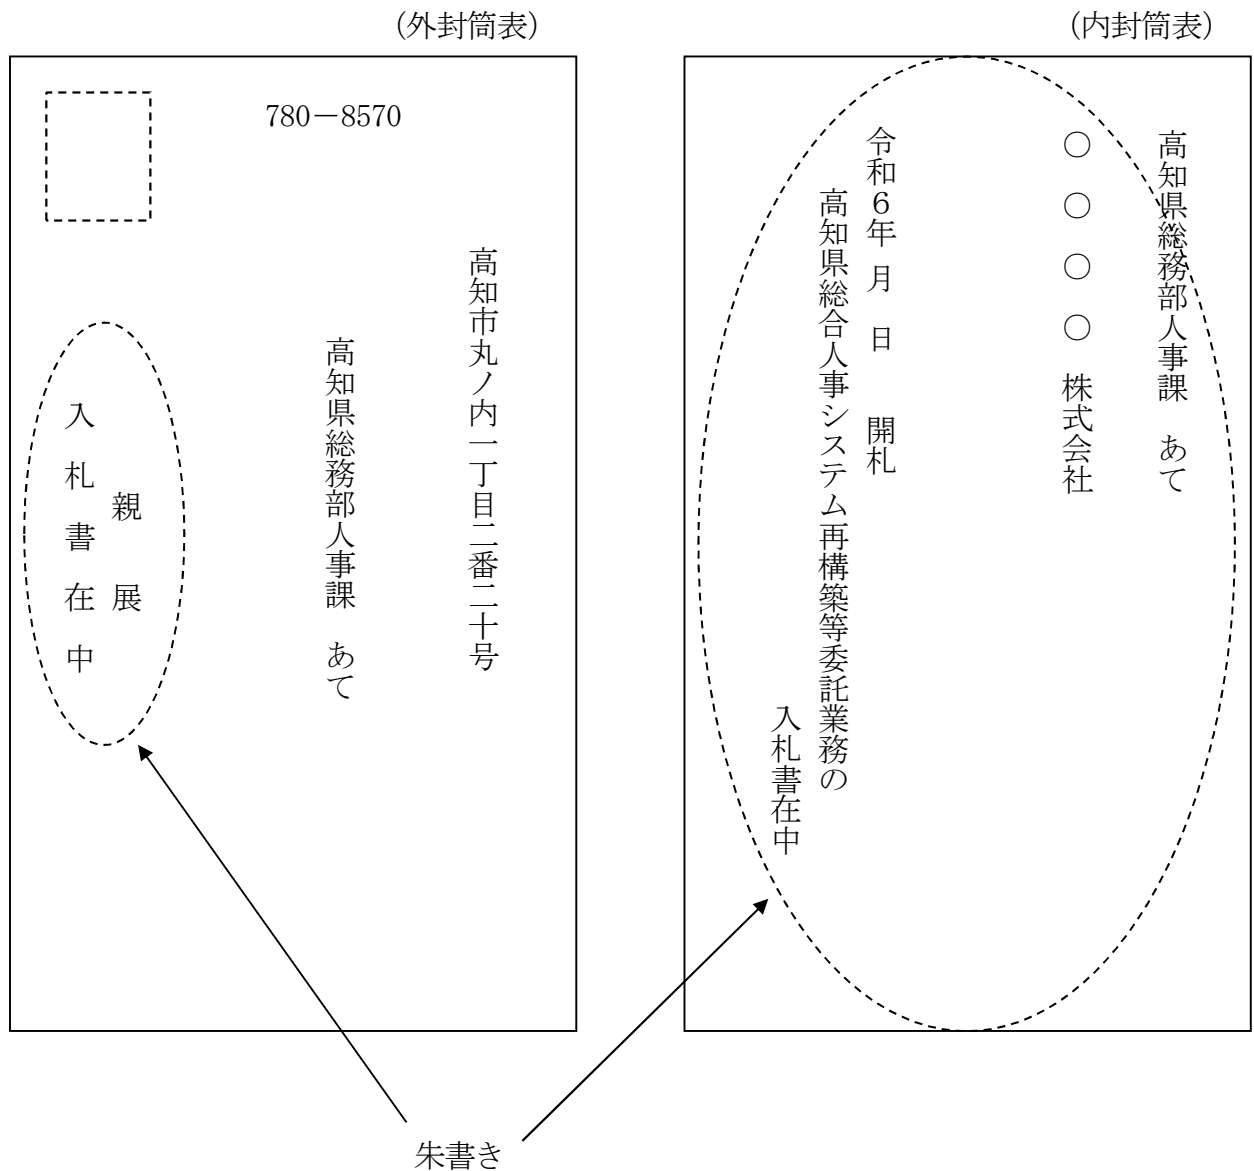 (外封筒表)
780－8570
高知市丸ノ内一丁目二番二十号
高知県総務部人事課　あて
親展
入札書在中
(内封筒表)
高知県総務部人事課　あて
○○○○株式会社
令和６年 月 日　開札
高知県総合人事システム再構築等委託業務の
入札書在中
朱書き